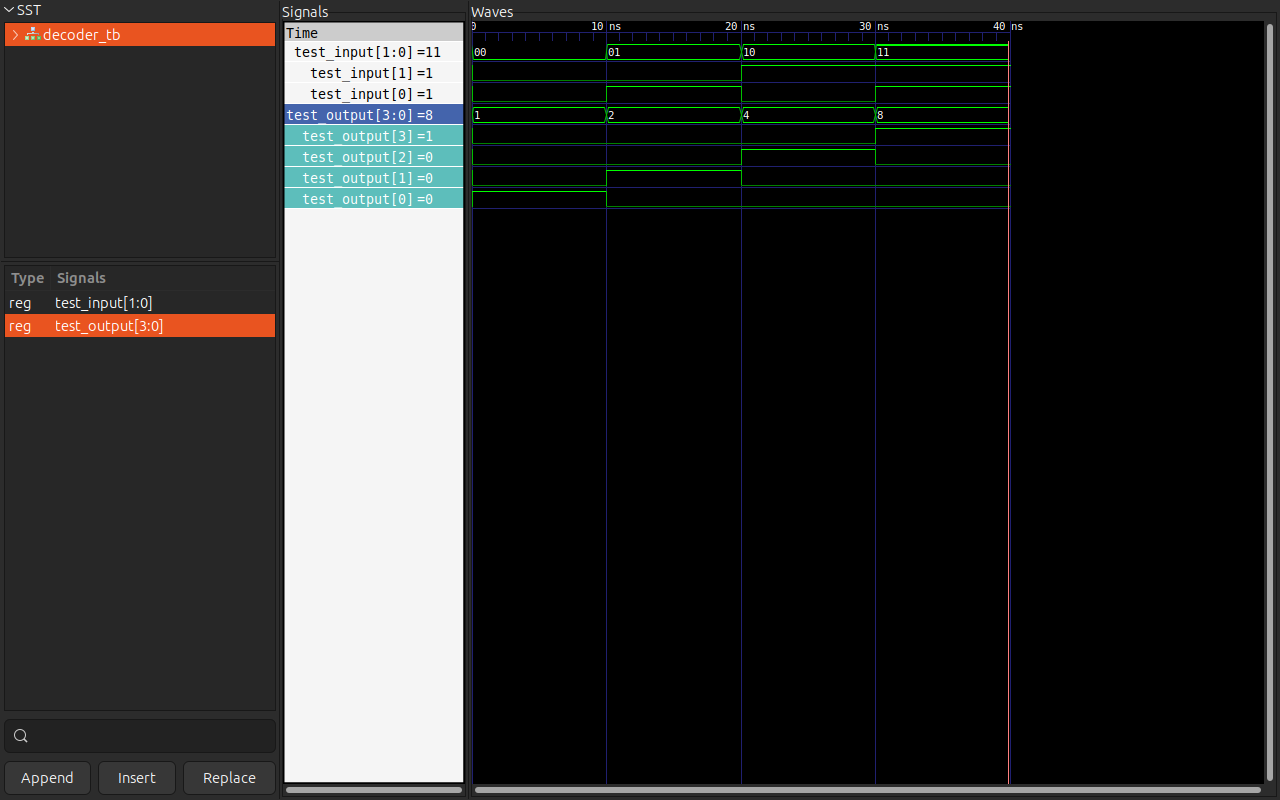 SST
decoder_tb
Type Signals
reg test_input[1:0]
reg test_output[3:0]
Append Insert Replace
Signals
Time
test_input[1:0] =11
test_input[1] =1
test_input[0] =1
test_output[3:0] =8
test_output[3] =1
test_output[2] =0
test_output[1] =0
test_output[0] =0
Waves
0 10 ns 20 ns 30 ns 40 ns
00 01 10 11
1 2 4 8